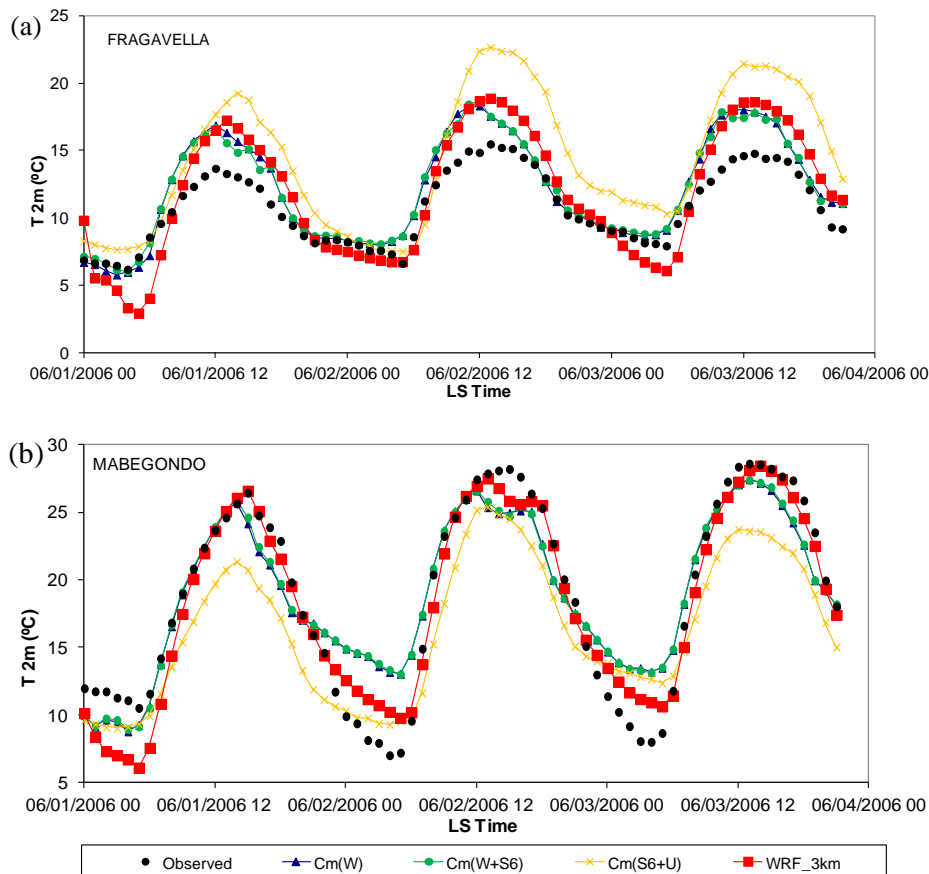 (a)
FRAGAVELLA
T 2m (ºC)
25
20
15
10
5
0
06/01/2006 00 06/01/2006 12 06/02/2006 00 06/02/2006 12 06/03/2006 00 06/03/2006 12 06/04/2006 00
LS Time
(b)
MABEGONDO
T 2m (ºC)
30
25
20
15
10
5
06/01/2006 00 06/01/2006 12 06/02/2006 00 06/02/2006 12 06/03/2006 00 06/03/2006 12 06/04/2006 00
LS Time
Observed Cm(W) Cm(W+S6) Cm(S6+U) WRF_3km